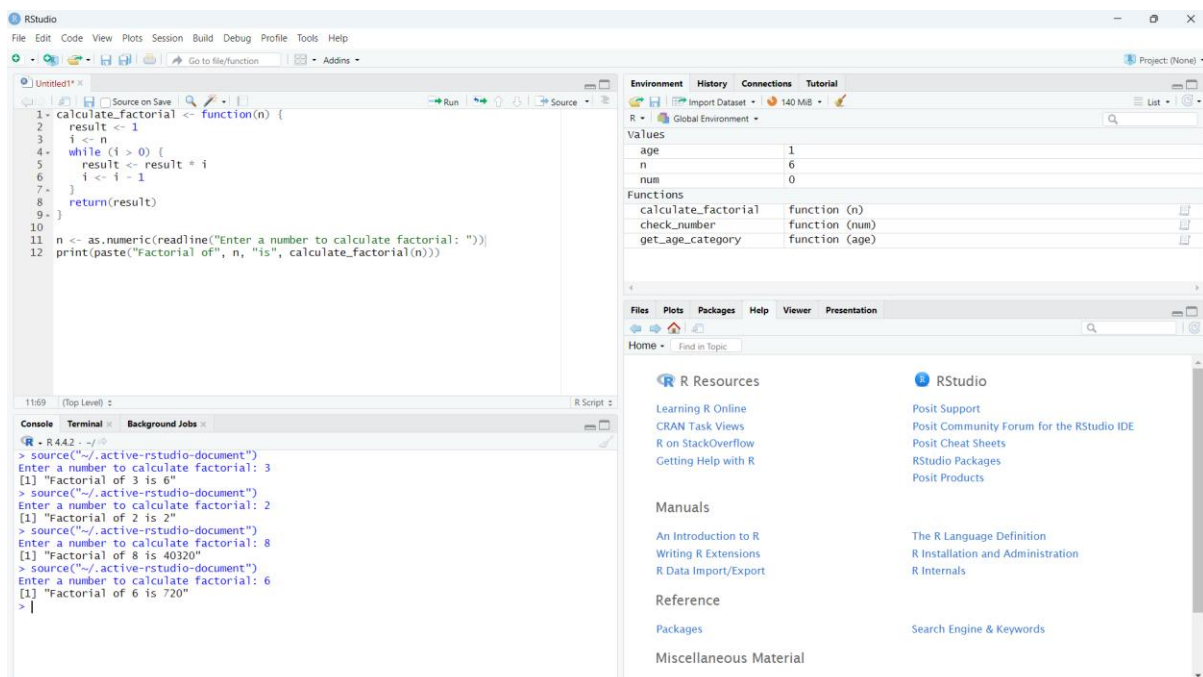 RStudio
File Edit Code View Plots Session Build Debug Profile Tools Help
Go to file/function Addins Project: (None)
Untitled1*
Source on Save Run Source
1 calculate_factorial <- function(n) {
2 result <- 1
3 i <- n
4 while (i > 0) {
5 result <- result * i
6 i <- i - 1
7 }
8 return(result)
9 }
10
11 n <- as.numeric(readline("Enter a number to calculate factorial: "))
12 print(paste("Factorial of", n, "is", calculate_factorial(n)))
11:69 (Top Level) R Script
Console Terminal Background Jobs
R R 4.4.2 · ~/
> source("~/.active-rstudio-document")
Enter a number to calculate factorial: 3
[1] "Factorial of 3 is 6"
> source("~/.active-rstudio-document")
Enter a number to calculate factorial: 2
[1] "Factorial of 2 is 2"
> source("~/.active-rstudio-document")
Enter a number to calculate factorial: 8
[1] "Factorial of 8 is 40320"
> source("~/.active-rstudio-document")
Enter a number to calculate factorial: 6
[1] "Factorial of 6 is 720"
>
Environment History Connections Tutorial
Import Dataset 140 MiB List
R Global Environment
Values
age 1
n 6
num 0
Functions
calculate_factorial function (n)
check_number function (num)
get_age_category function (age)
Files Plots Packages Help Viewer Presentation
Home Find in Topic
R R Resources
Learning R Online
CRAN Task Views
R on StackOverflow
Getting Help with R
R RStudio
Posit Support
Posit Community Forum for the RStudio IDE
Posit Cheat Sheets
RStudio Packages
Posit Products
Manuals
An Introduction to R The R Language Definition
Writing R Extensions R Installation and Administration
R Data Import/Export R Internals
Reference
Packages Search Engine & Keywords
Miscellaneous Material